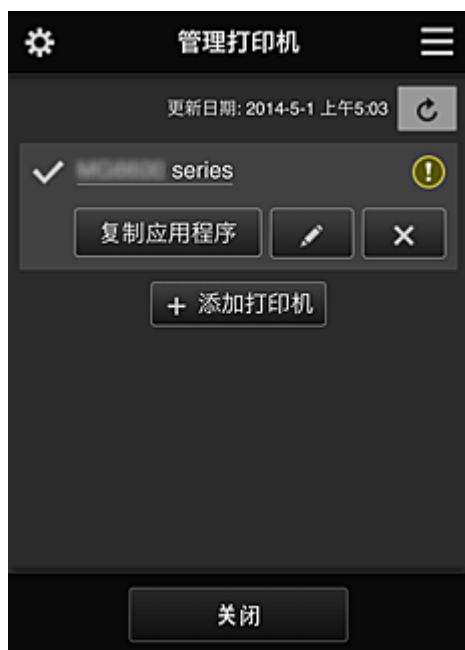 管理打印机
更新日期: 2014-5-1 上午5:03
series
复制应用程序
+ 添加打印机
关闭